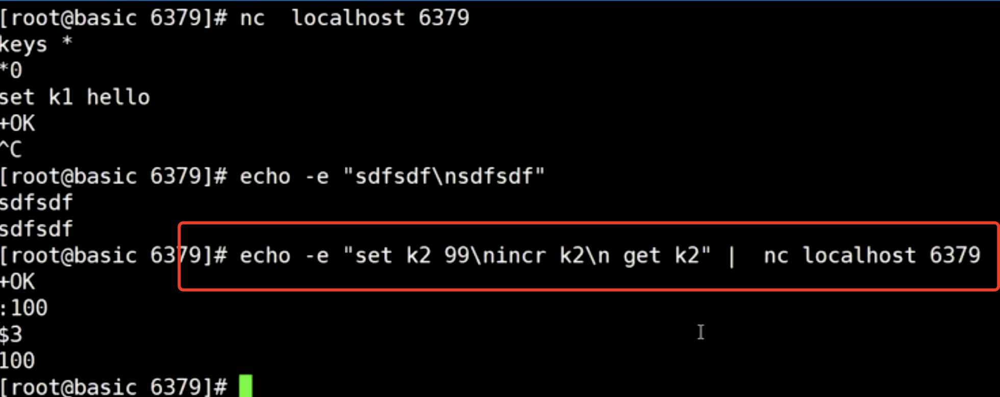 [root@basic 6379]# nc  localhost 6379
keys *
*0
set k1 hello
+OK
^C
[root@basic 6379]# echo -e "sdfsdf\nsdfsdf"
sdfsdf
sdfsdf
[root@basic 6379]# echo -e "set k2 99\nincr k2\n get k2" |  nc localhost 6379
+OK
:100
$3
100
[root@basic 6379]#